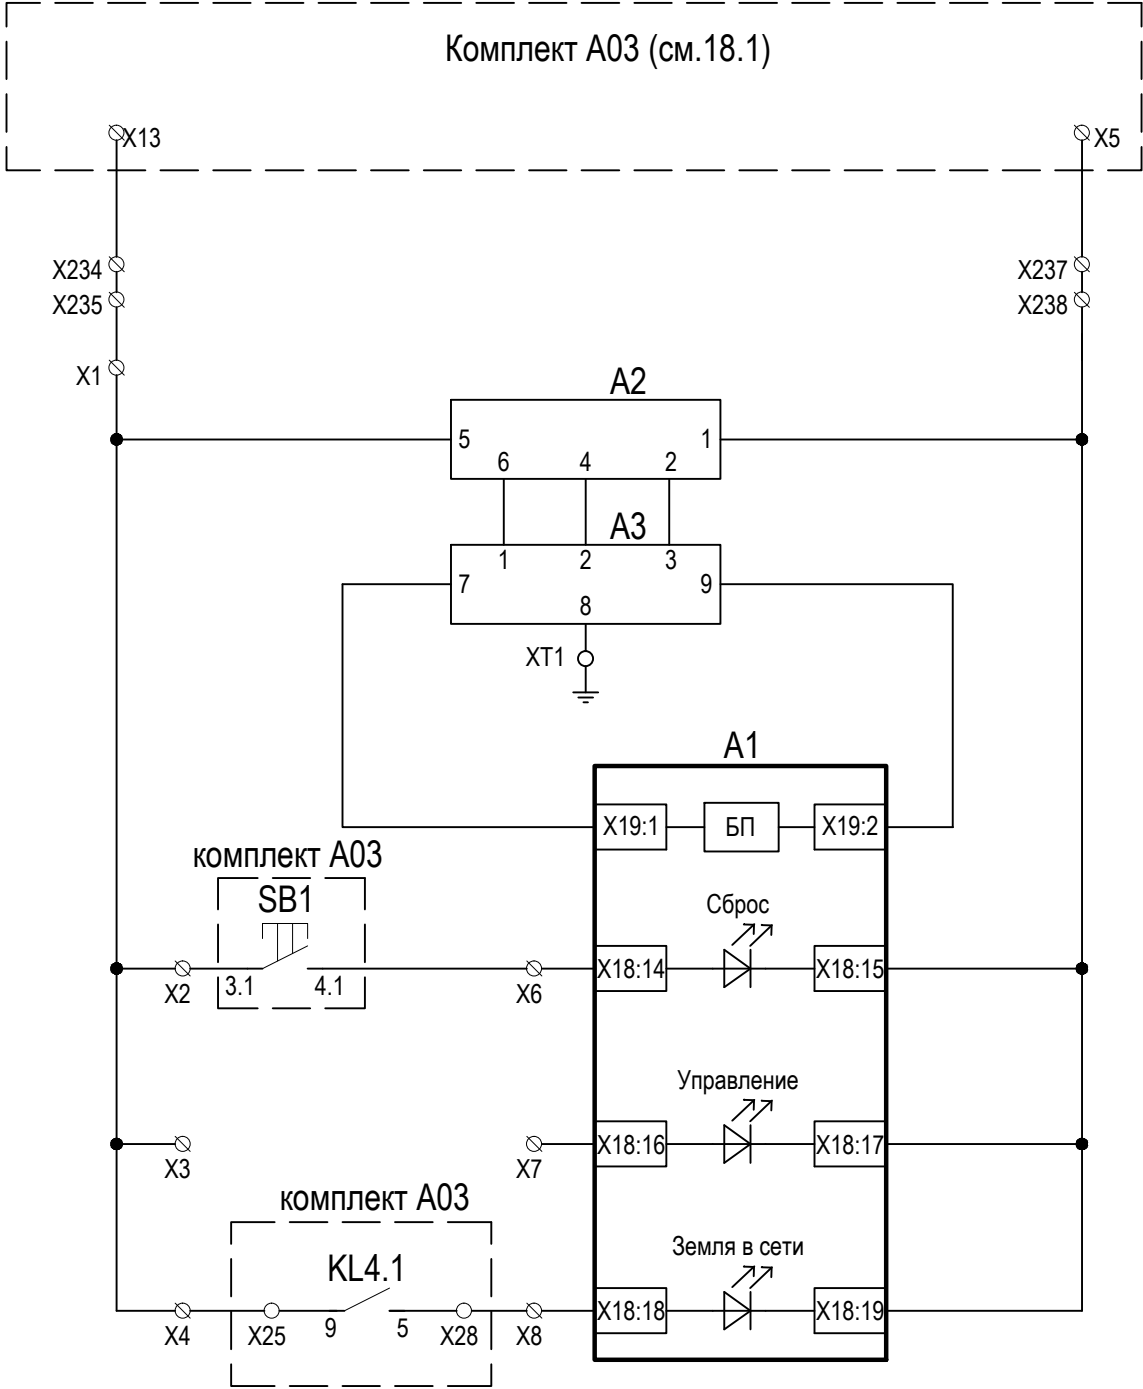 Комплект А03 (см.18.1)
X13
X5
X234
X237
X235
X238
X1
A2
5
1
6 4 2
A3
1 2 3
7
9
8
XT1
A1
X19:1
БП
X19:2
комплект А03
SB1
Сброс
X2
3.1
4.1
X6
X18:14
X18:15
Управление
X3
X7
X18:16
X18:17
комплект А03
KL4.1
Земля в сети
X4
X25
9
5
X28
X8
X18:18
X18:19